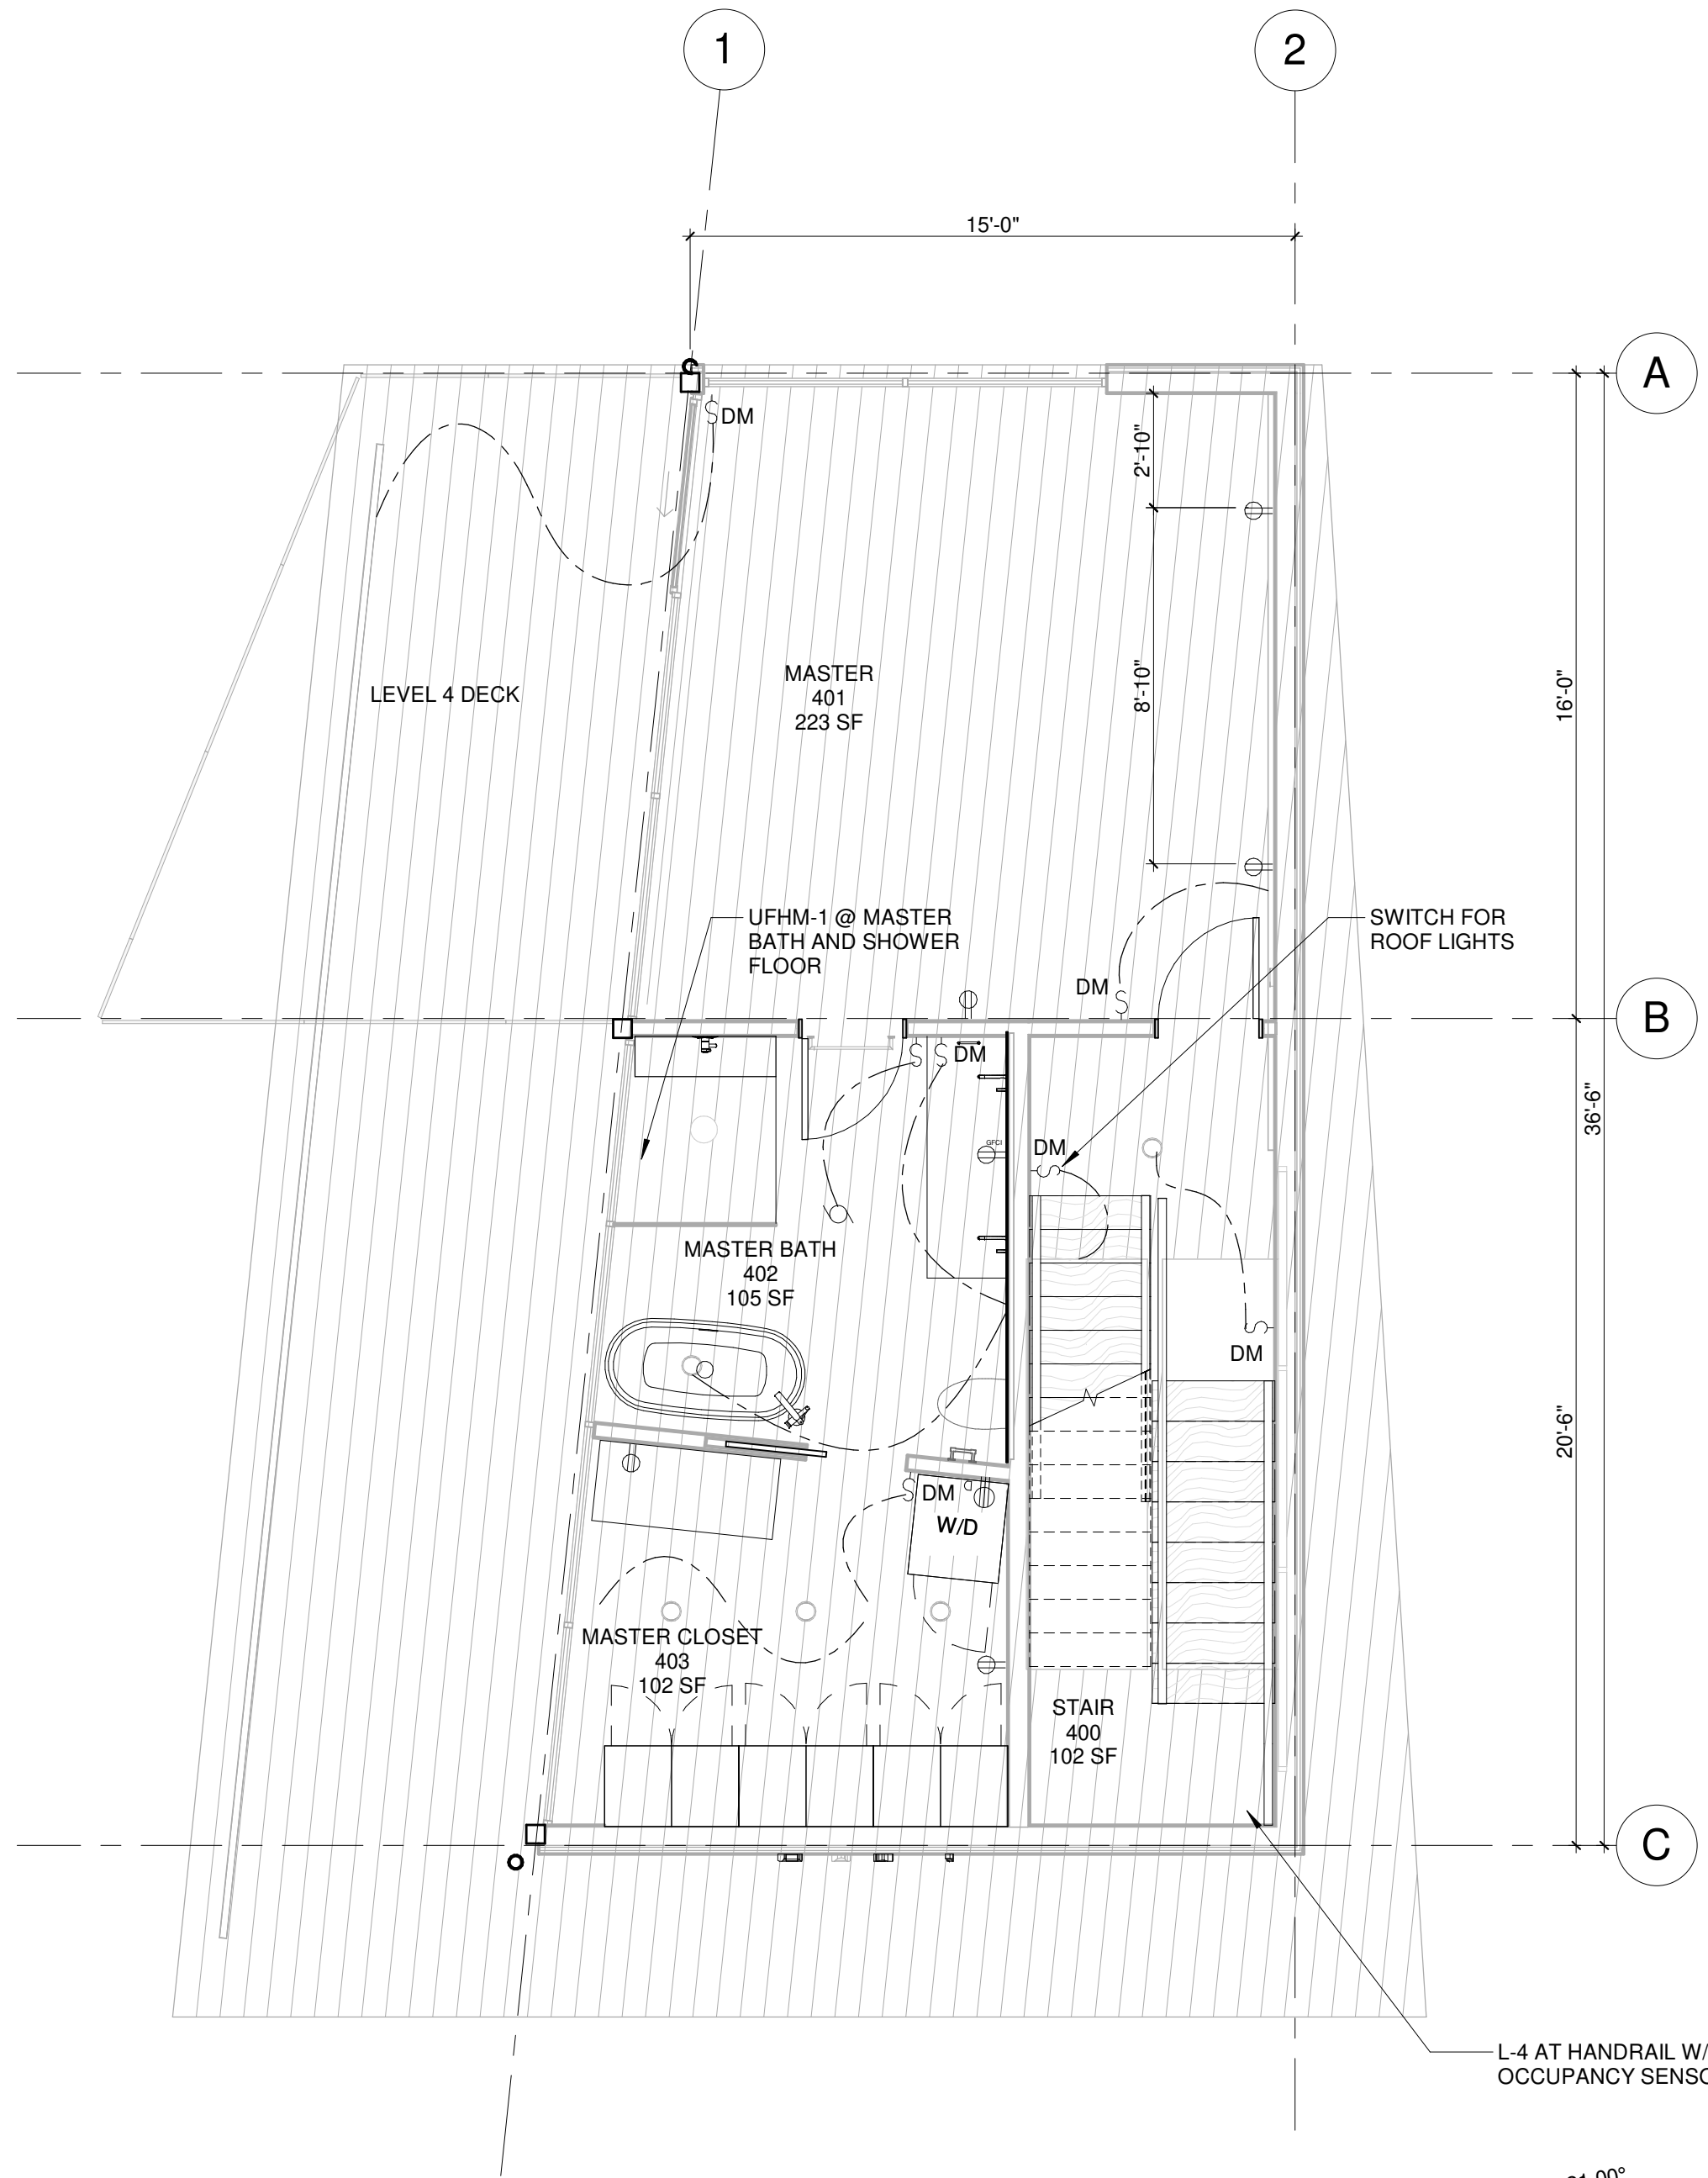 1
2
15'-0"
A
DM
2'-10"
MASTER
401
223 SF
LEVEL 4 DECK
8'-10"
16'-0"
UFHM-1 @ MASTER
BATH AND SHOWER
FLOOR
SWITCH FOR
ROOF LIGHTS
DM
B
DM
36'-6"
GFCI
DM
MASTER BATH
402
105 SF
DM
20'-6"
DM
W/D
MASTER CLOSET
403
102 SF
STAIR
400
102 SF
C
L-4 AT HANDRAIL W/
OCCUPANCY SENSO